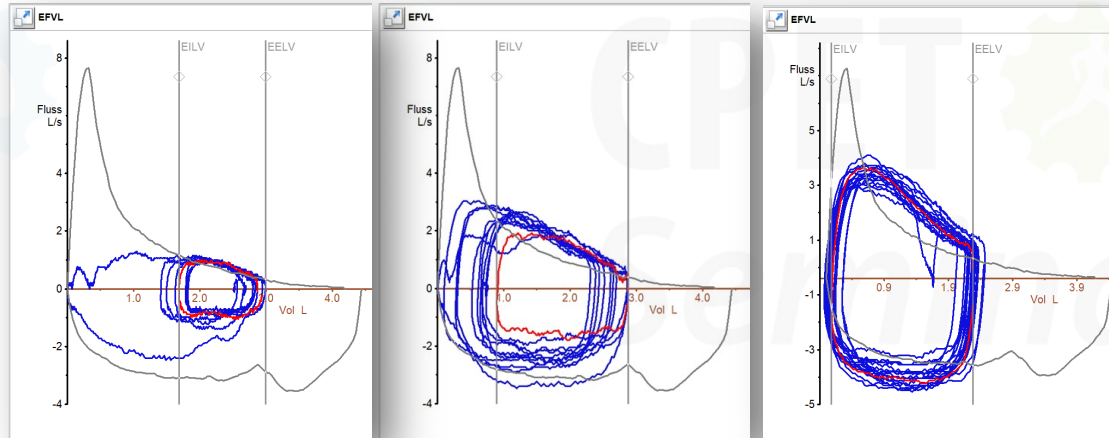 EFVL
EILV
EELV
8
Fluss
L/s
6
4
2
0
-2
-4
1.0
2.0
3.0
4.0
Vol L
EFVL
EILV
EELV
8
Fluss
L/s
6
4
2
0
-2
-4
1.0
2.0
3.0
4.0
Vol L
EFVL
EILV
EELV
Fluss
L/s
5
3
1
-1
-3
-5
0.9
1.9
2.9
3.9
Vol L
CPET